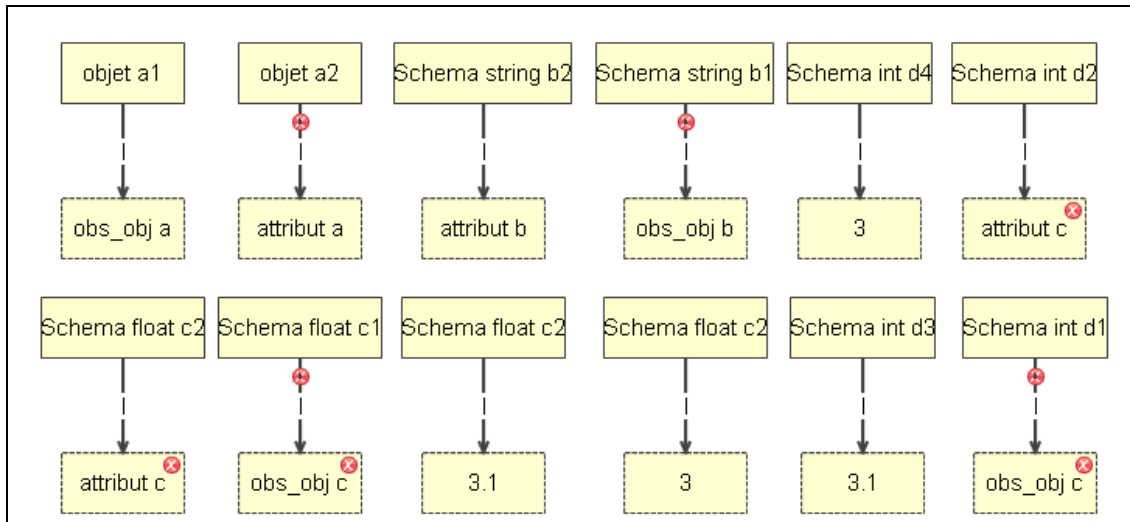 objet a1
objet a2
Schema string b2
Schema string b1
Schema int d4
Schema int d2
obs_obj a
attribut a
attribut b
obs_obj b
3
attribut c
Schema float c2
Schema float c1
Schema float c2
Schema float c2
Schema int d3
Schema int d1
attribut c
obs_obj c
3.1
3
3.1
obs_obj c